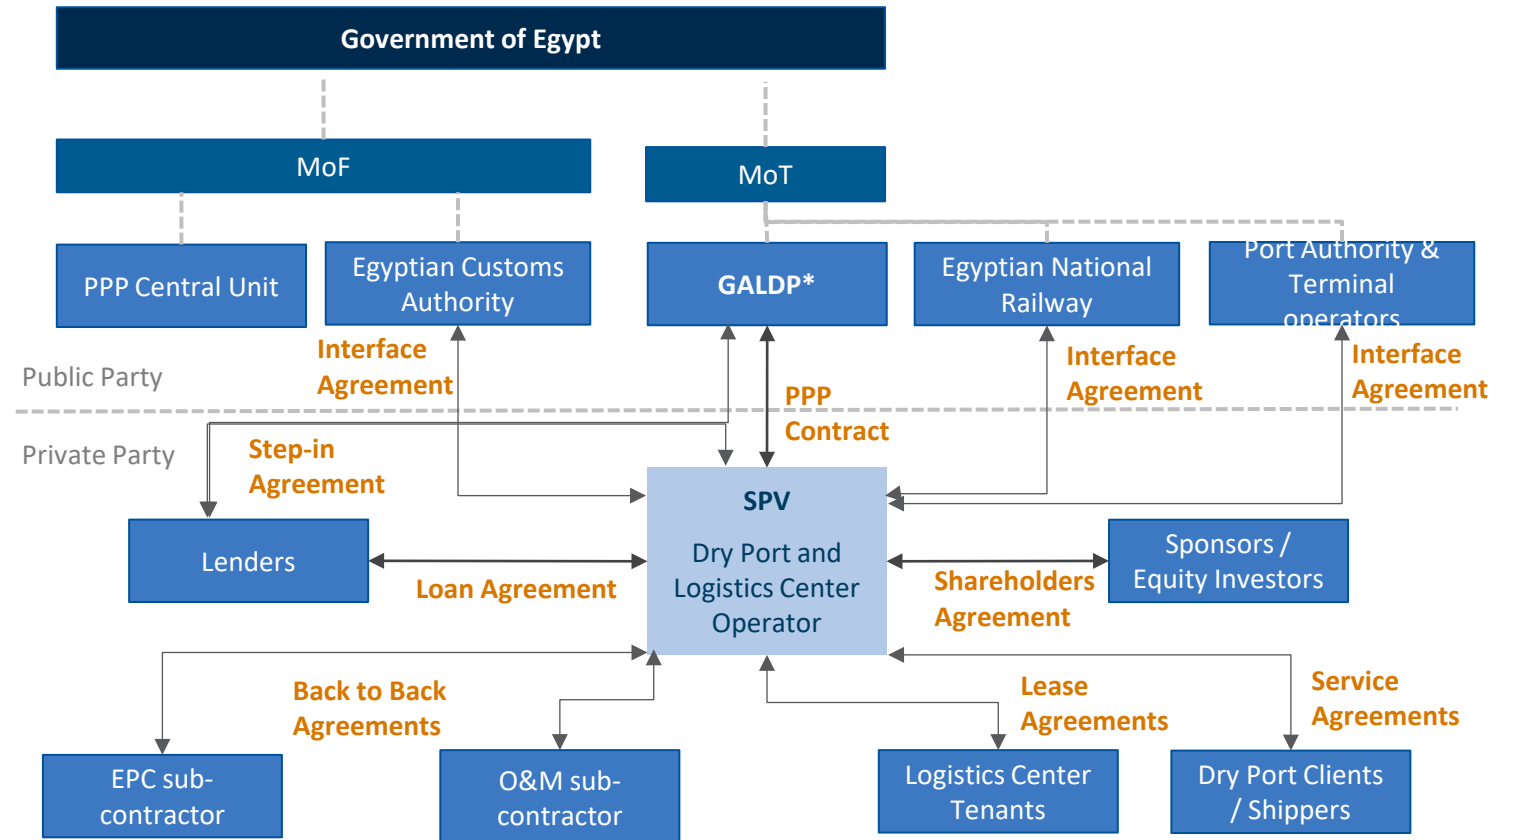 Government of Egypt
MoF
MoT
PPP Central Unit
Egyptian Customs
Authority
GALDP*
Egyptian National
Railway
Port Authority &
Terminal
operators
Interface
Agreement
Interface
Agreement
Interface
Agreement
Public Party
PPP
Contract
Private Party
Step-in
Agreement
SPV
Dry Port and
Logistics Center
Operator
Lenders
Loan Agreement
Shareholders
Agreement
Sponsors /
Equity Investors
Back to Back
Agreements
Lease
Agreements
Service
Agreements
EPC sub-
contractor
O&M sub-
contractor
Logistics Center
Tenants
Dry Port Clients
/ Shippers